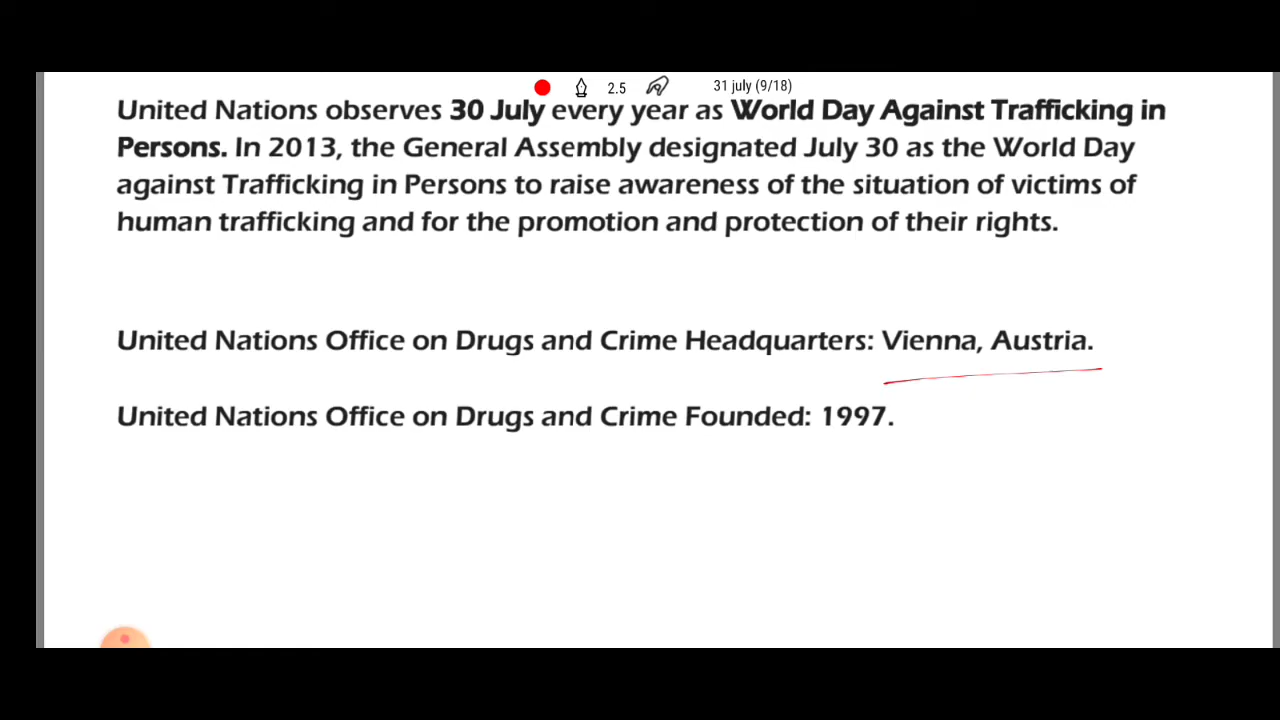 2.5 31 july (9/18)
United Nations observes 30 July every year as World Day Against Trafficking in
Persons. In 2013, the General Assembly designated July 30 as the World Day
against Trafficking in Persons to raise awareness of the situation of victims of
human trafficking and for the promotion and protection of their rights.
United Nations Office on Drugs and Crime Headquarters: Vienna, Austria.
United Nations Office on Drugs and Crime Founded: 1997.